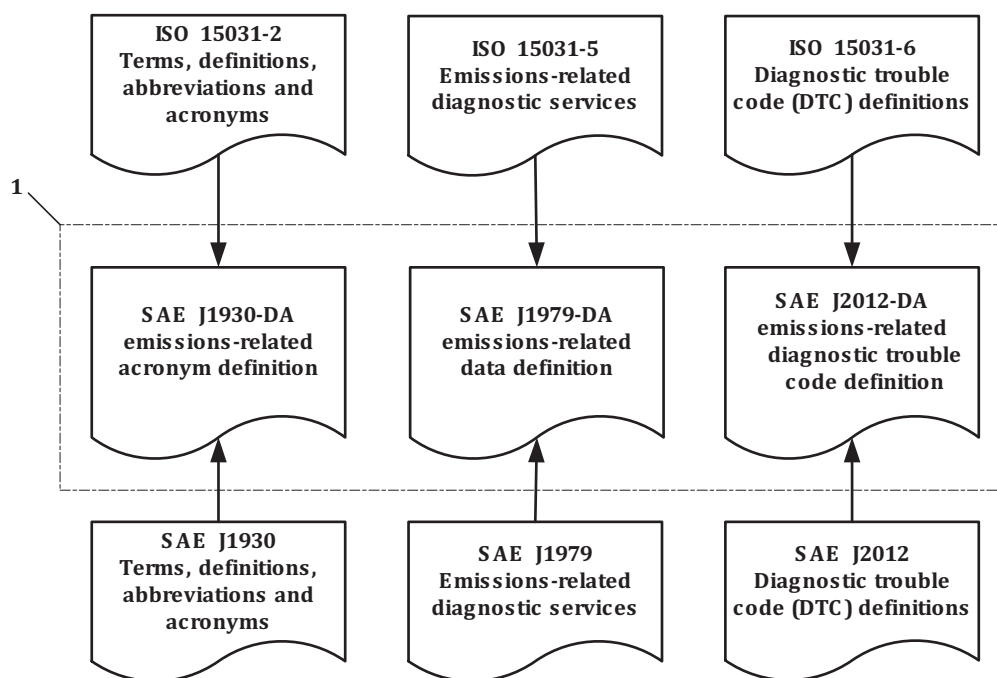 ISO 15031-2
Terms, definitions,
abbreviations and
acronyms
ISO 15031-5
Emissions-related
diagnostic services
ISO 15031-6
Diagnostic trouble
code (DTC) definitions
1
SAE J1930-DA
emissions-related
acronym definition
SAE J1979-DA
emissions-related
data definition
SAE J2012-DA
emissions-related
diagnostic trouble
code definition
SAE J1930
Terms, definitions,
abbreviations and
acronyms
SAE J1979
Emissions-related
diagnostic services
SAE J2012
Diagnostic trouble
code (DTC) definitions